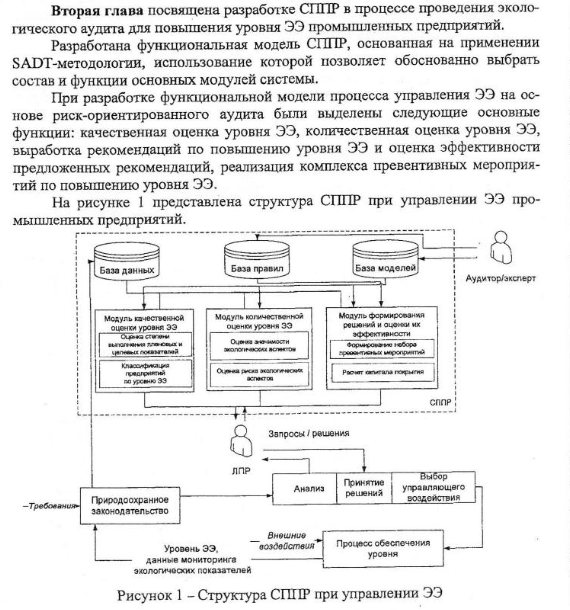 Вторая глава посвящена разработке СППР в процессе проведения эколо-
гического аудита для повышения уровня ЭЭ промышленных предприятий.
Разработана функциональная модель СППР, основанная на применении
SADT-методологии, использование которой позволяет обоснованно выбрать
состав и функции основных модулей системы.
При разработке функциональной модели процесса управления ЭЭ на ос-
нове риск-ориентированного аудита были выделены следующие основные
функции: качественная оценка уровня ЭЭ, количественная оценка уровня ЭЭ,
выработка рекомендаций по повышению уровня ЭЭ и оценка эффективности
предложенных рекомендаций, реализация комплекса превентивных мероприя-
тий по повышению уровня ЭЭ.
На рисунке 1 представлена структура СППР при управлении ЭЭ про-
мышленных предприятий.
База данных
База правил
База моделей
Аудитор/эксперт
Модуль качественной
оценки уровня ЭЭ
Оценка степени
выполнения плановых и
целевых показателей
Классификация
предприятий
по уровню ЭЭ
Модуль количественной
оценки уровня ЭЭ
Оценка значимости
экологических аспектов
Оценка риска экологических
аспектов
Модуль формирования
решений и оценки их
эффективности
Формирование набора
превентивных мероприятий
Расчет капитала покрытия
СППР
Запросы / решения
ЛПР
Анализ
Принятие
решений
Выбор
управляющего
воздействия
–Требования
Природоохранное
законодательство
Внешние
воздействия
Процесс обеспечения
уровня
Уровень ЭЭ,
данные мониторинга
экологических показателей
Рисунок 1 – Структура СППР при управлении ЭЭ